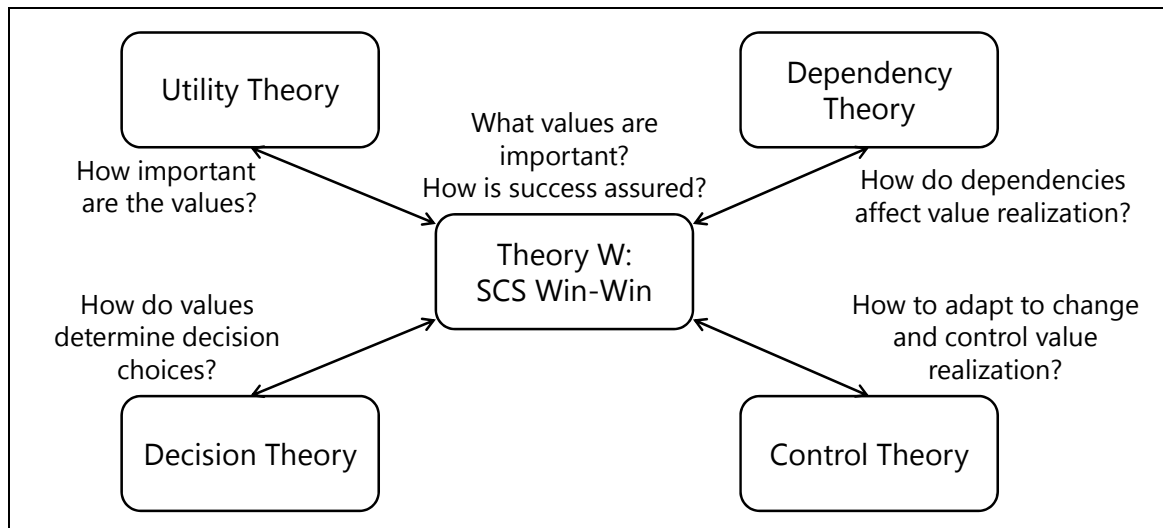 Utility Theory
Dependency
Theory
What values are
important?
How is success assured?
How important
are the values?
How do dependencies
affect value realization?
Theory W:
SCS Win-Win
How do values
determine decision
choices?
How to adapt to change
and control value
realization?
Decision Theory
Control Theory